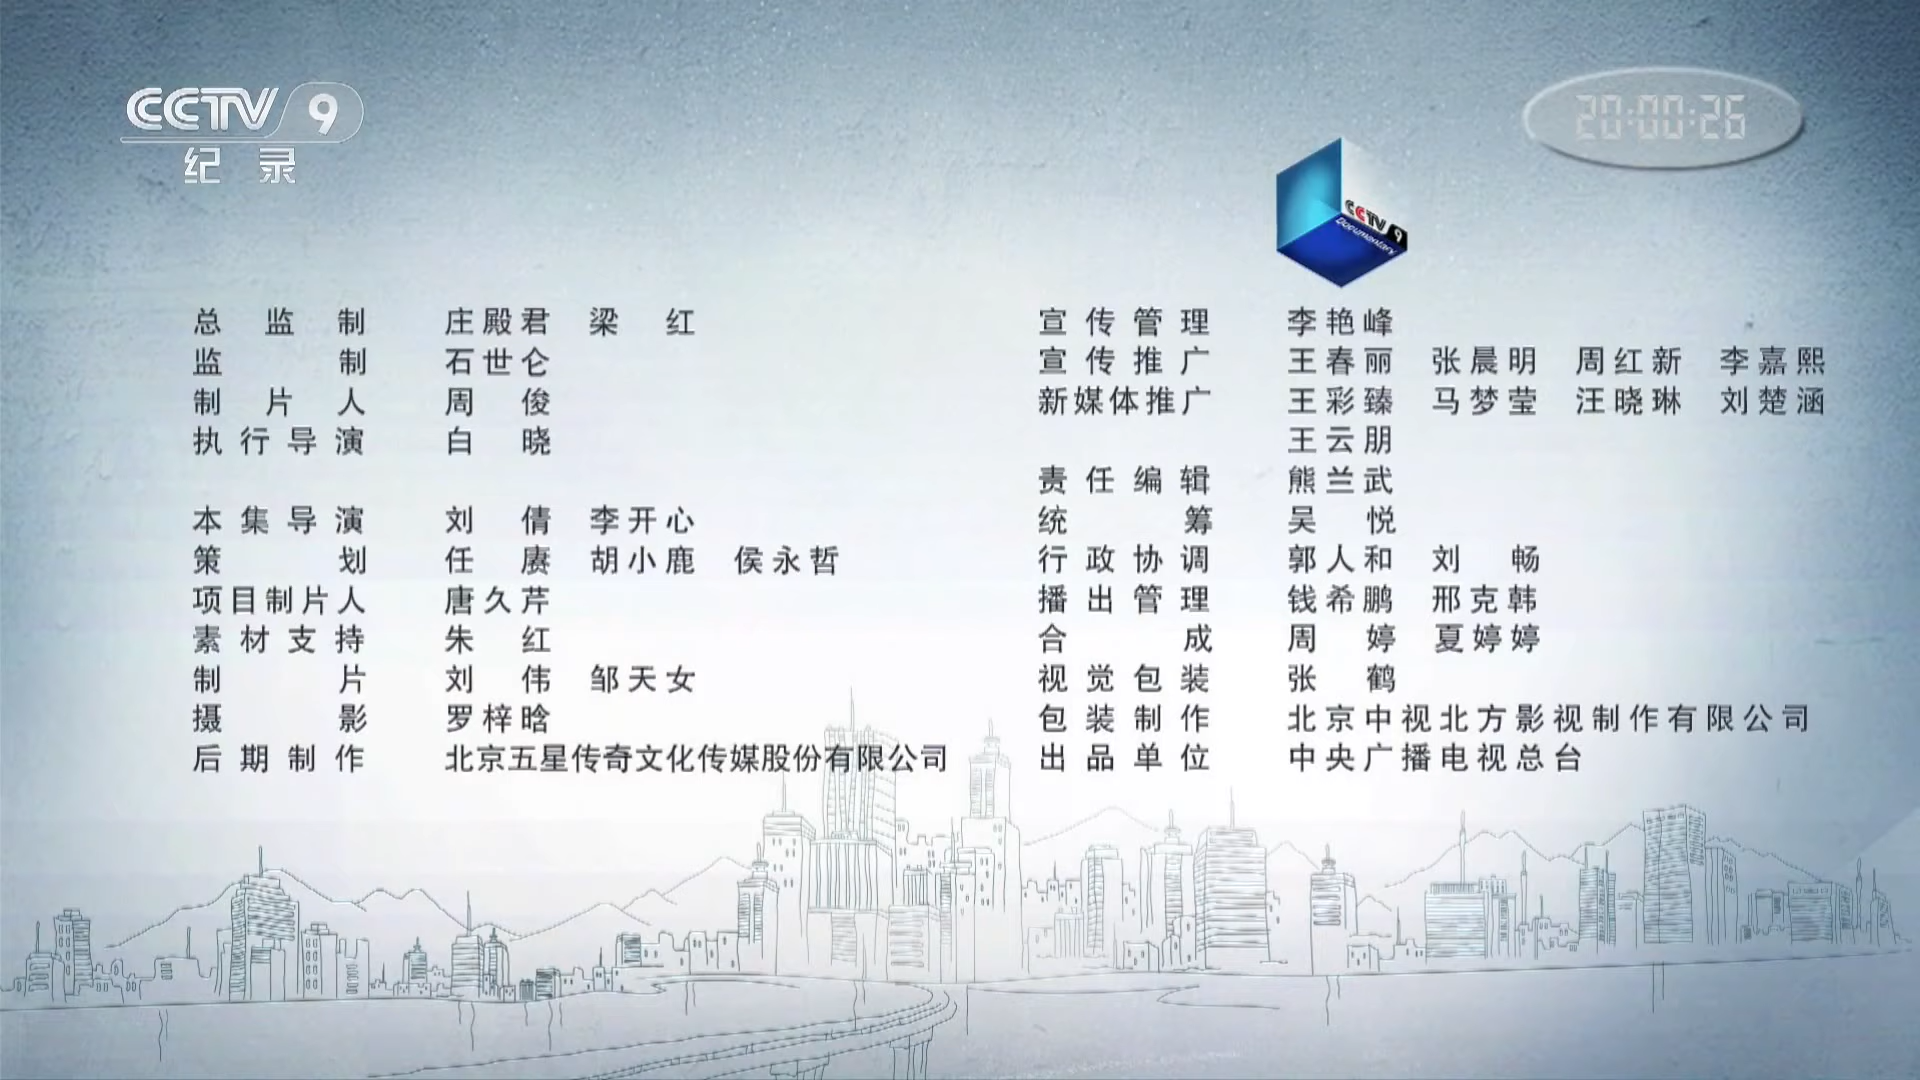 CCTV 9
纪录
20:00:26
CCTV 9
Documentary
总监制 庄殿君 梁红
监制 石世仑
制片人 周俊
执行导演 白晓
本集导演 刘倩 李开心
策划 任赓 胡小鹿 侯永哲
项目制片人 唐久芹
素材支持 朱红
制片 刘伟 邹天女
摄影 罗梓晗
后期制作 北京五星传奇文化传媒股份有限公司
宣传管理 李艳峰
宣传推广 王春丽 张晨明 周红新 李嘉熙
新媒体推广 王彩臻 马梦莹 汪晓琳 刘楚涵
王云朋
责任编辑 熊兰武
统筹 吴悦
行政协调 郭人和 刘畅
播出管理 钱希鹏 邢克韩
合成 周婷 夏婷婷
视觉包装 张鹤
包装制作 北京中视北方影视制作有限公司
出品单位 中央广播电视总台